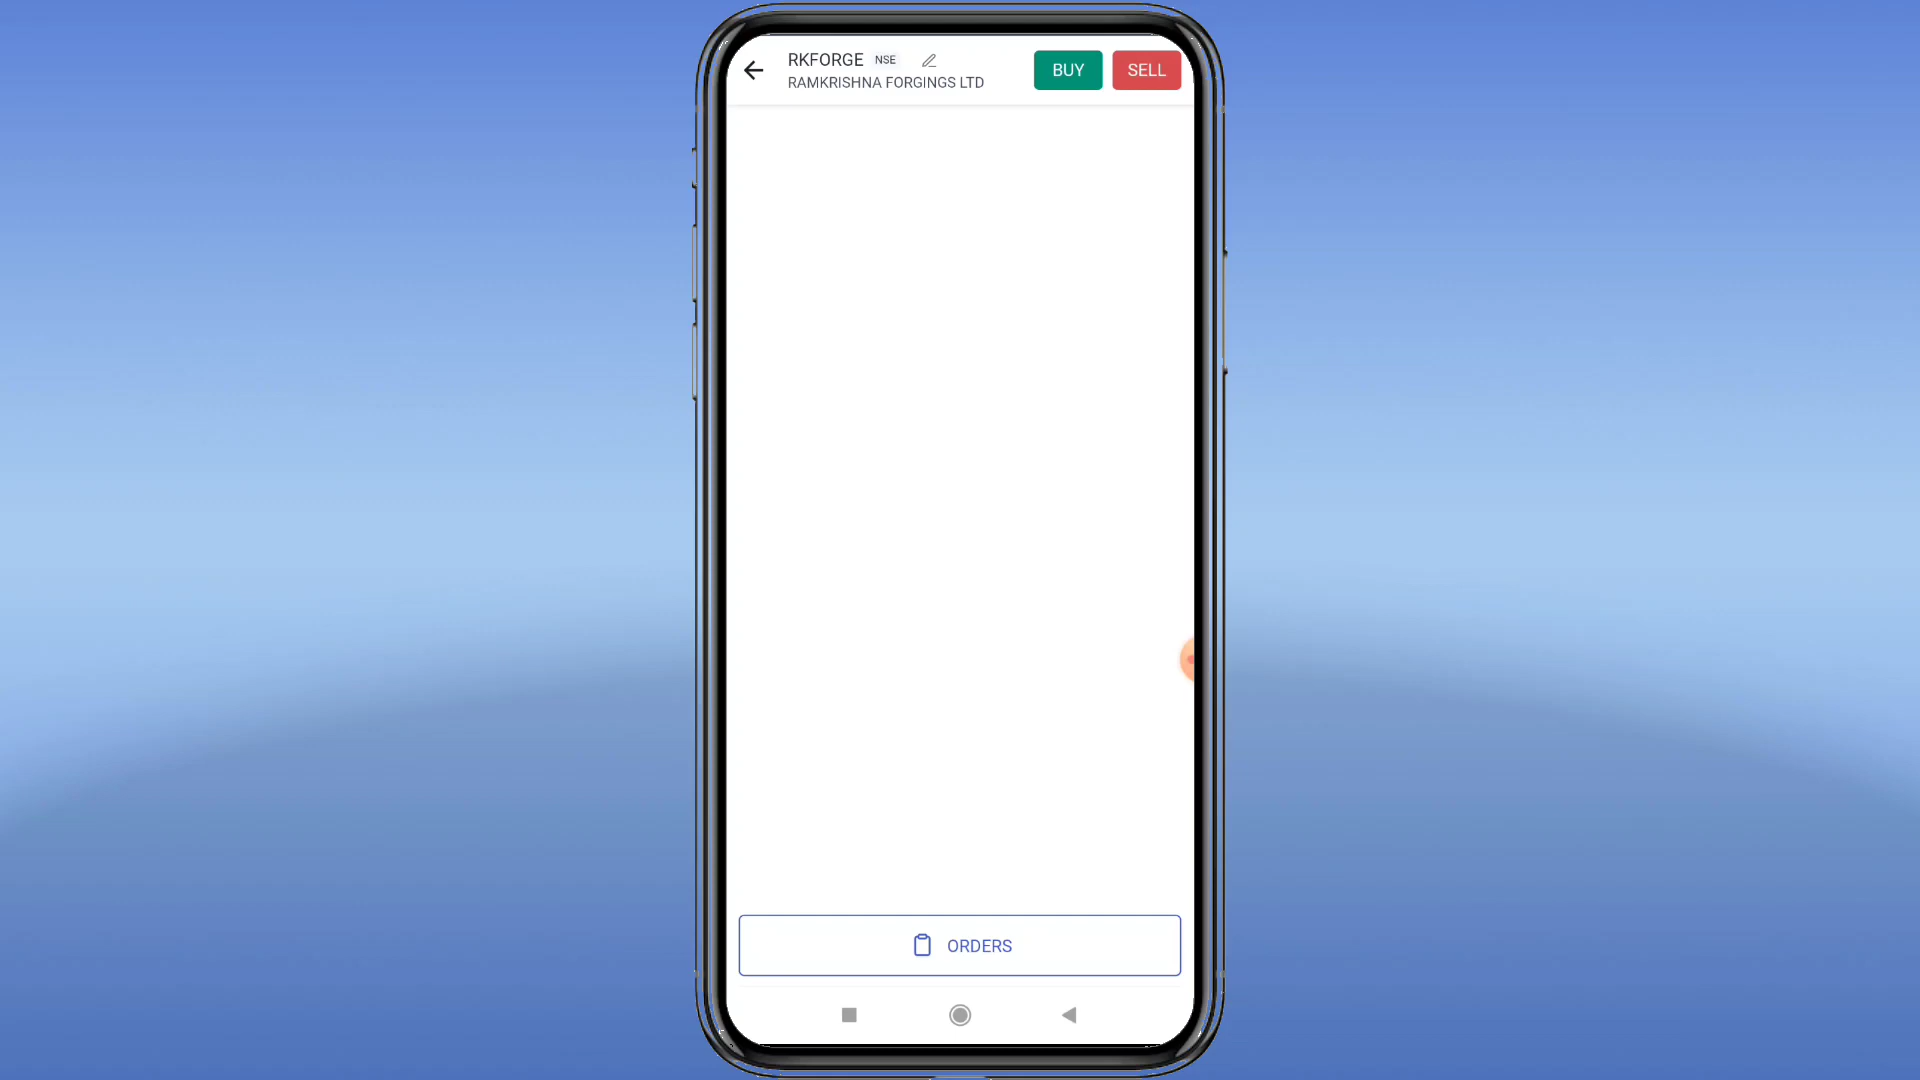 RKFORGE NSE
RAMKRISHNA FORGINGS LTD
BUY
SELL
ORDERS